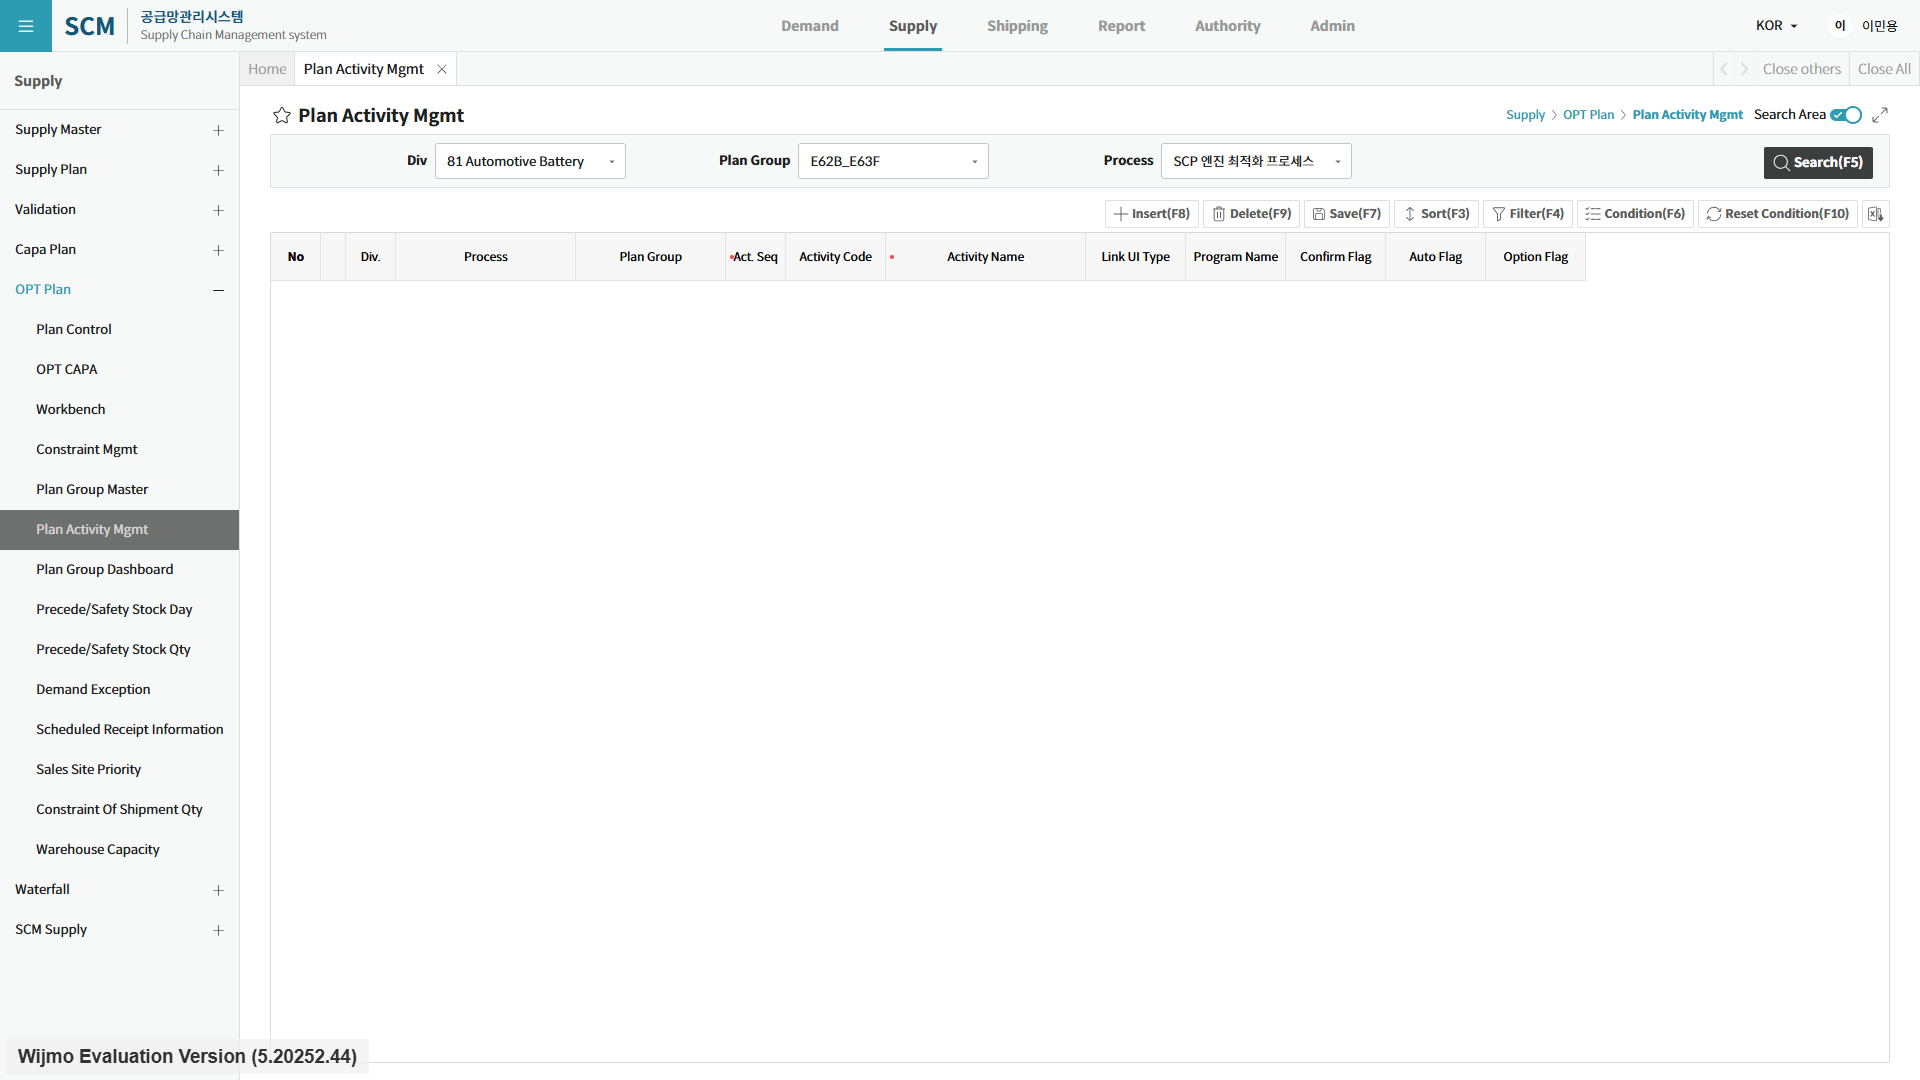 SCM 공급망관리시스템
Supply Chain Management system
Demand Supply Shipping Report Authority Admin
KOR 이 이민용
Supply
Home Plan Activity Mgmt Close others Close All
Plan Activity Mgmt
Supply > OPT Plan > Plan Activity Mgmt Search Area
Div 81 Automotive Battery Plan Group E62B_E63F Process SCP 엔진 최적화 프로세스 Search(F5)
Insert(F8) Delete(F9) Save(F7) Sort(F3) Filter(F4) Condition(F6) Reset Condition(F10)
No Div. Process Plan Group Act. Seq Activity Code Activity Name Link UI Type Program Name Confirm Flag Auto Flag Option Flag
Supply Master
Supply Plan
Validation
Capa Plan
OPT Plan
Plan Control
OPT CAPA
Workbench
Constraint Mgmt
Plan Group Master
Plan Activity Mgmt
Plan Group Dashboard
Precede/Safety Stock Day
Precede/Safety Stock Qty
Demand Exception
Scheduled Receipt Information
Sales Site Priority
Constraint Of Shipment Qty
Warehouse Capacity
Waterfall
SCM Supply
Wijmo Evaluation Version (5.20252.44)